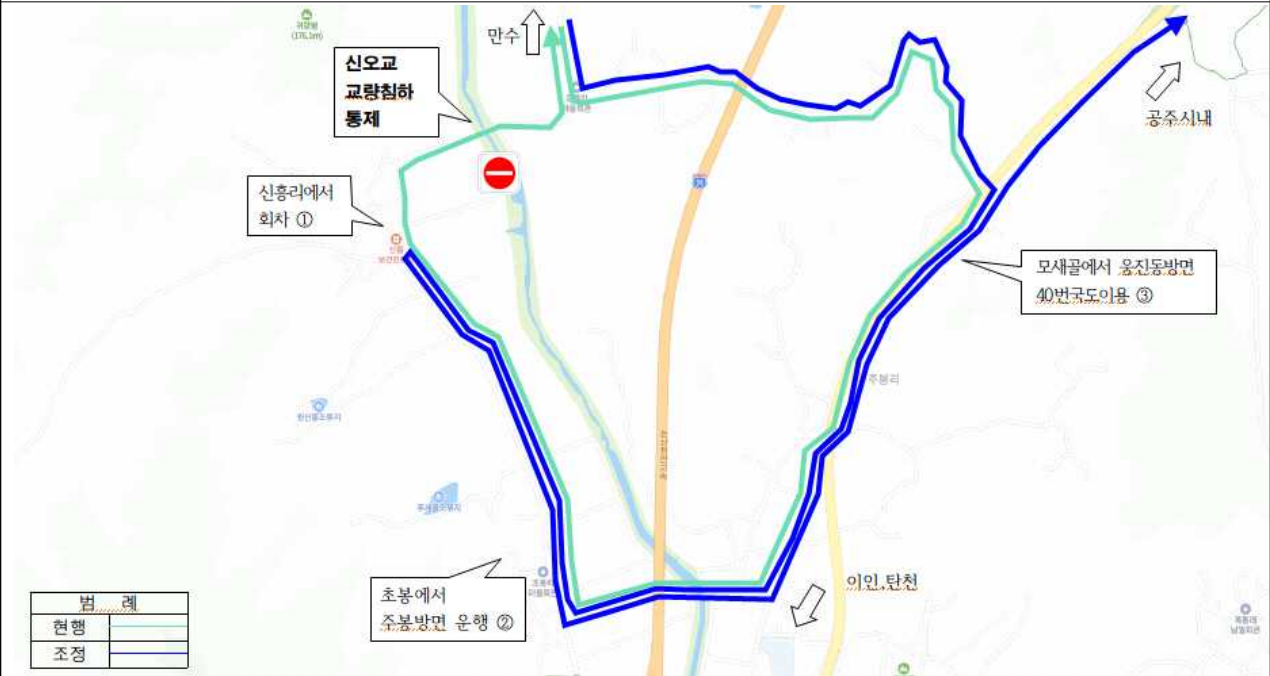 (176.1m)
만수
신오교
교량침하
통제
공주시내
신흥리에서
회차 ①
모새골에서 웅진동방면
40번국도이용 ③
주봉리
이인,탄천
초봉에서
주봉방면 운행 ②
범 례
현행
조정